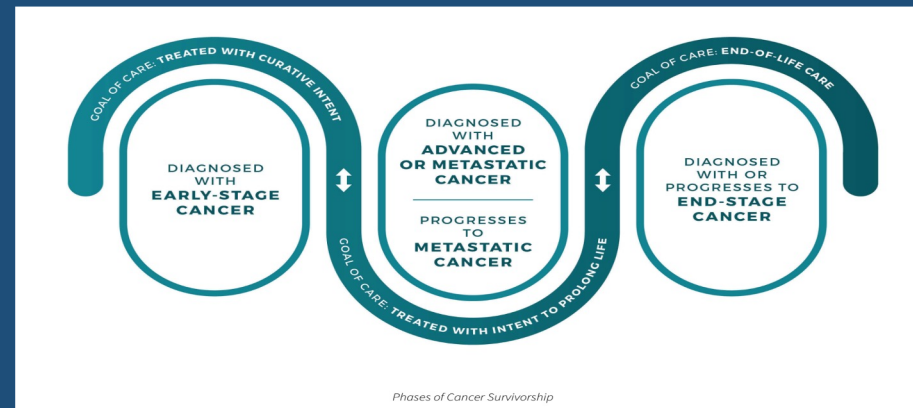 GOAL OF CARE: TREATED WITH CURATIVE INTENT
DIAGNOSED
WITH
EARLY-STAGE
CANCER
GOAL OF CARE: TREATED WITH INTENT TO PROLONG LIFE
DIAGNOSED
WITH
ADVANCED
OR METASTATIC
CANCER
PROGRESSES
TO
METASTATIC
CANCER
GOAL OF CARE: END-OF-LIFE CARE
DIAGNOSED
WITH OR
PROGRESSES TO
END-STAGE
CANCER
Phases of Cancer Survivorship